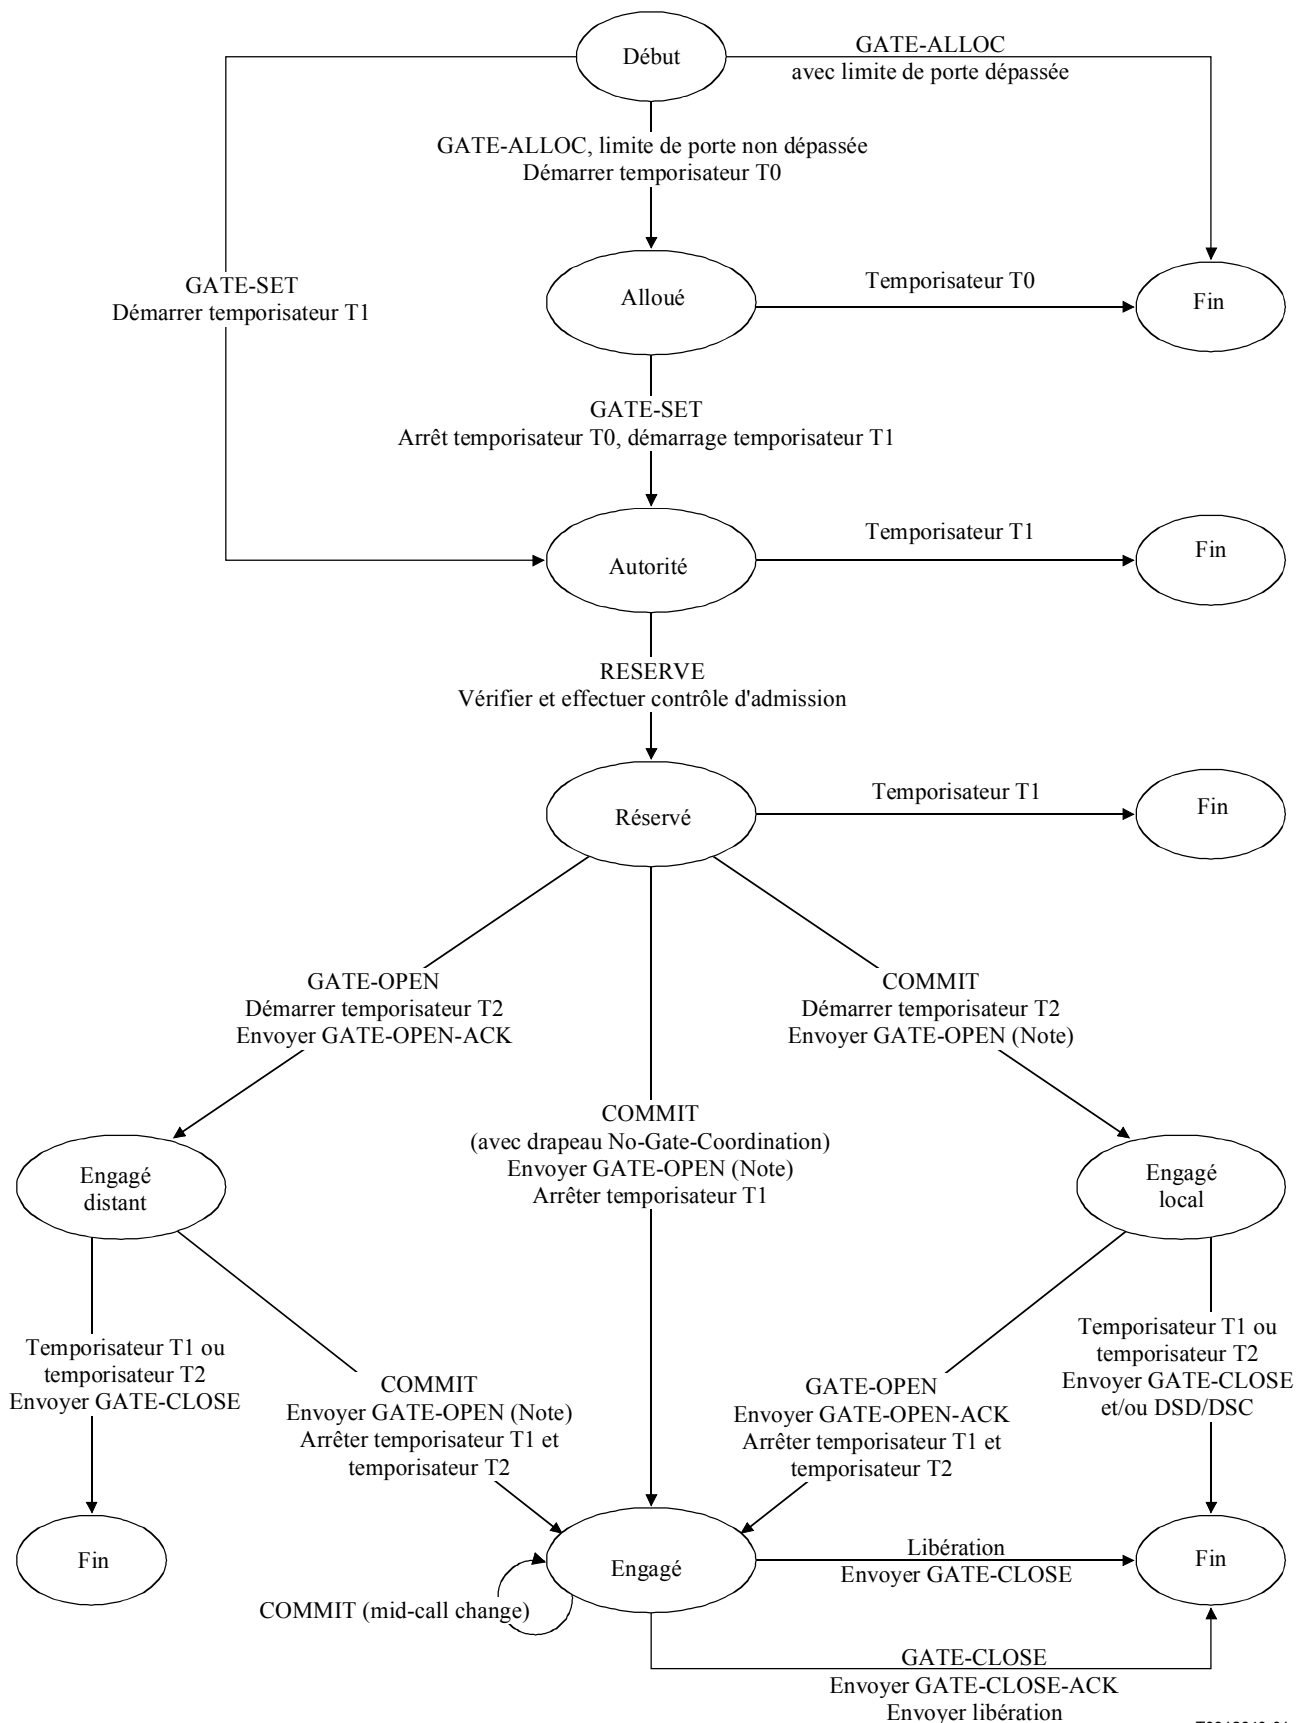 Début
GATE-ALLOC
avec limite de porte dépassée
GATE-ALLOC, limite de porte non dépassée
Démarrer temporisateur T0
GATE-SET
Démarrer temporisateur T1
Alloué
Temporisateur T0
Fin
GATE-SET
Arrêt temporisateur T0, démarrage temporisateur T1
Autorité
Temporisateur T1
Fin
RESERVE
Vérifier et effectuer contrôle d'admission
Réservé
Temporisateur T1
Fin
GATE-OPEN
Démarrer temporisateur T2
Envoyer GATE-OPEN-ACK
COMMIT
Démarrer temporisateur T2
Envoyer GATE-OPEN (Note)
COMMIT
(avec drapeau No-Gate-Coordination)
Envoyer GATE-OPEN (Note)
Arrêter temporisateur T1
Engagé
distant
Engagé
local
Temporisateur T1 ou
temporisateur T2
Envoyer GATE-CLOSE
COMMIT
Envoyer GATE-OPEN (Note)
Arrêter temporisateur T1 et
temporisateur T2
GATE-OPEN
Envoyer GATE-OPEN-ACK
Arrêter temporisateur T1 et
temporisateur T2
Temporisateur T1 ou
temporisateur T2
Envoyer GATE-CLOSE
et/ou DSD/DSC
Fin
Engagé
Libération
Envoyer GATE-CLOSE
Fin
COMMIT (mid-call change)
GATE-CLOSE
Envoyer GATE-CLOSE-ACK
Envoyer libération